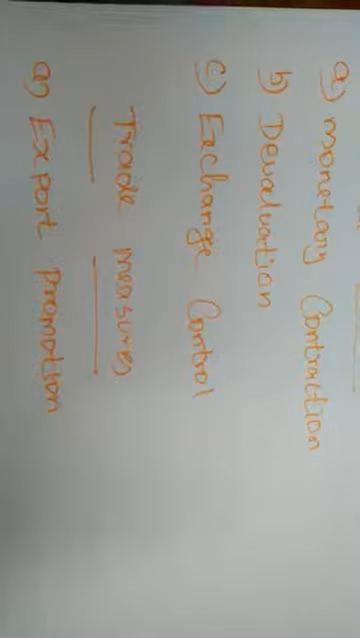 a) Monetary Contraction
b) Devaluation
c) Exchange Control
Trade measures
a) Export Promotion